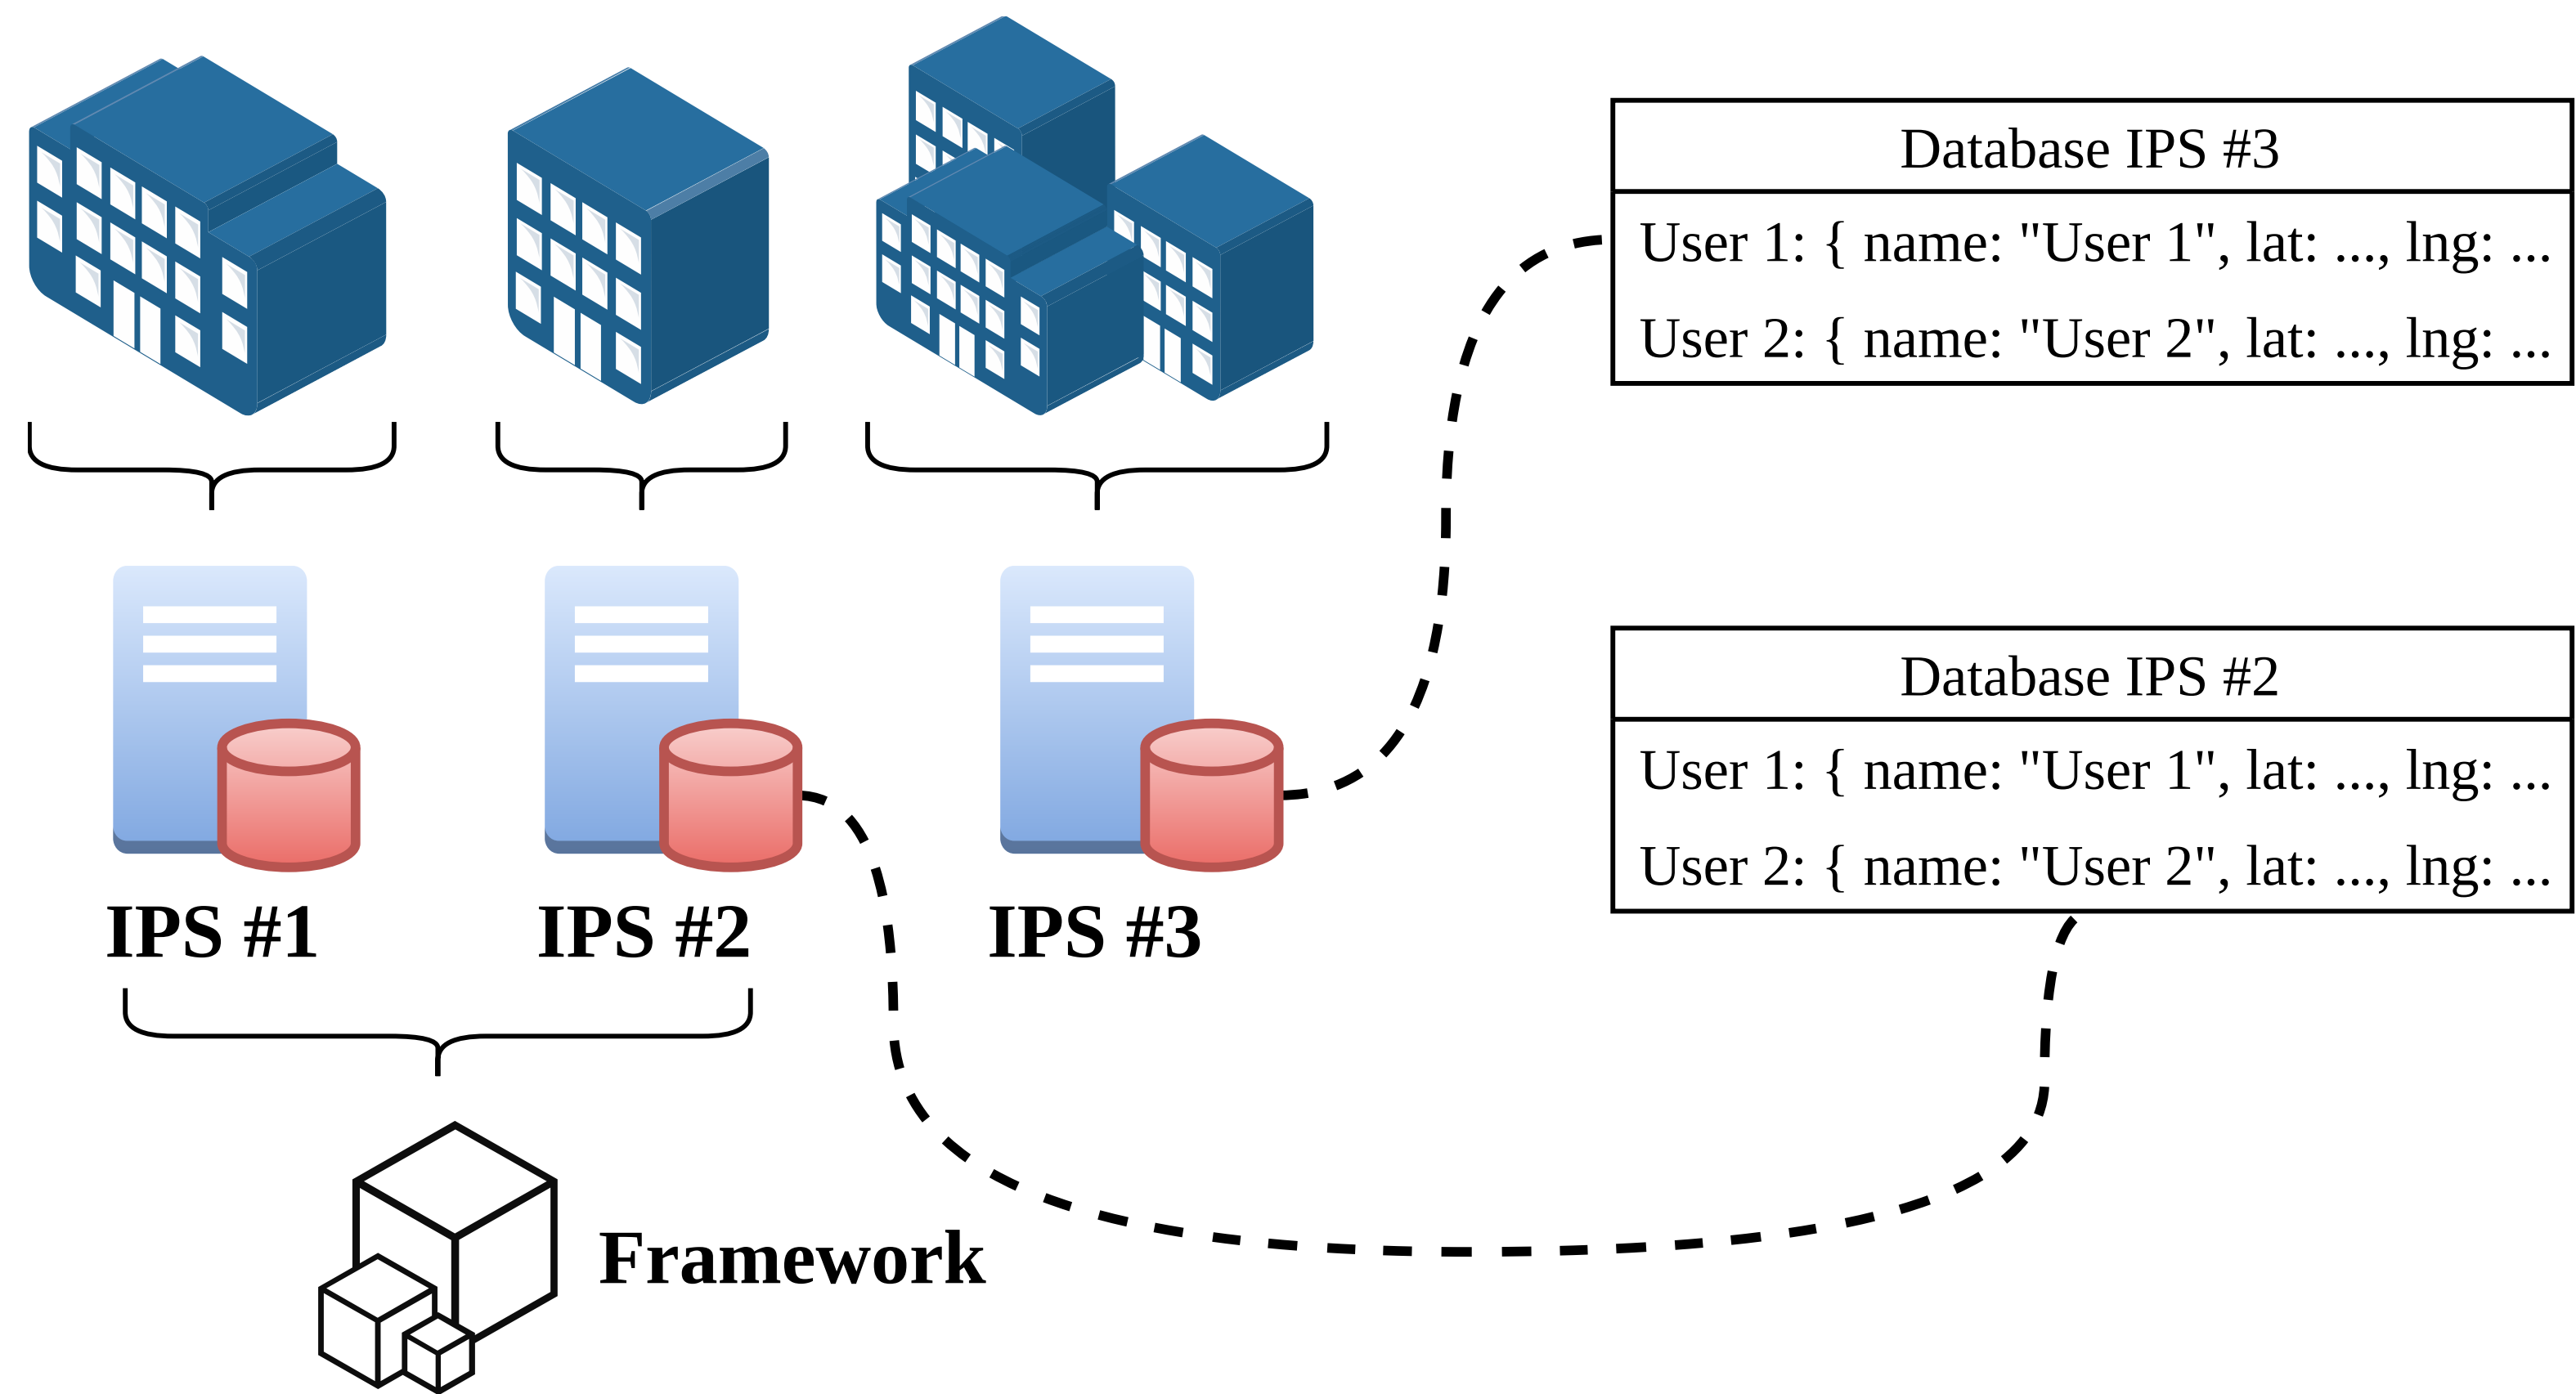 Database IPS #3
User 1: { name: "User 1", lat: ..., lng: ...
User 2: { name: "User 2", lat: ..., lng: ...
Database IPS #2
User 1: { name: "User 1", lat: ..., lng: ...
User 2: { name: "User 2", lat: ..., lng: ...
IPS #1
IPS #2
IPS #3
Framework